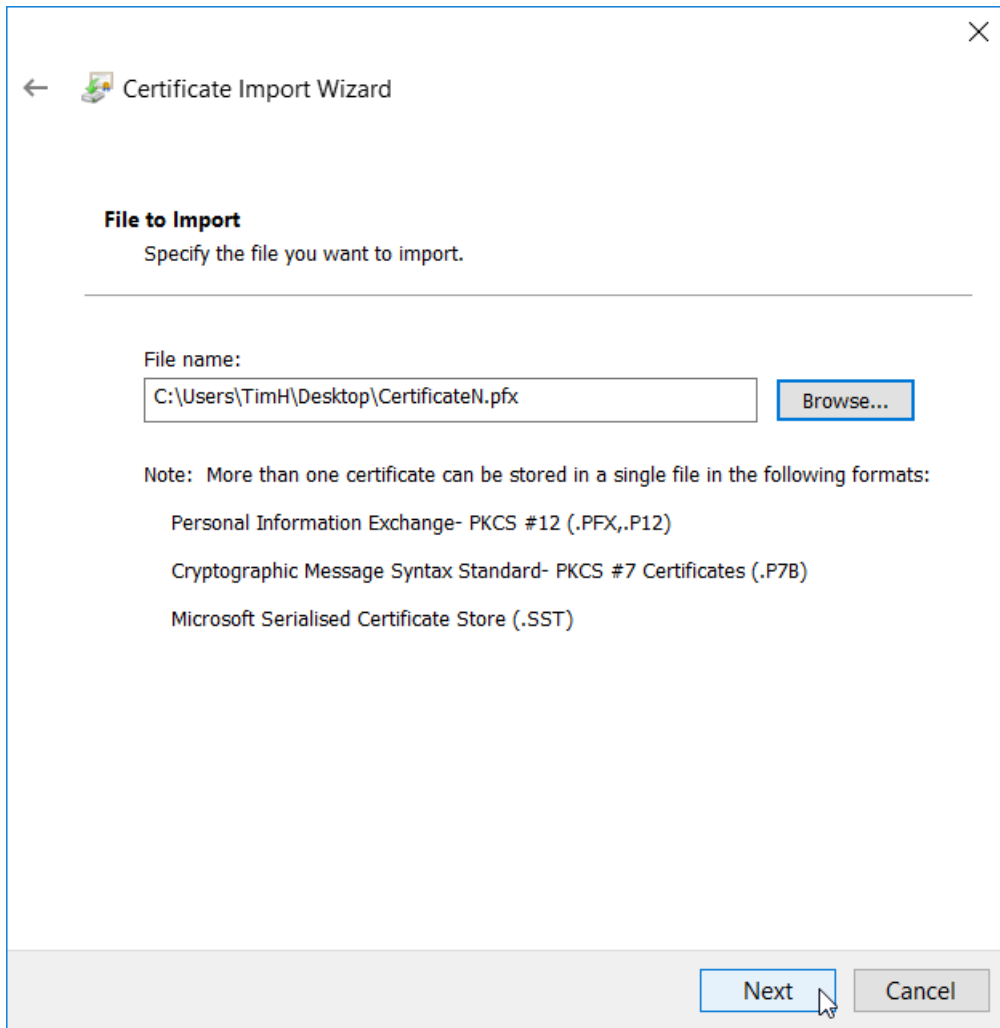 Certificate Import Wizard
File to Import
Specify the file you want to import.
File name:
C:\Users\TimH\Desktop\CertificateN.pfx
Browse...
Note: More than one certificate can be stored in a single file in the following formats:
Personal Information Exchange- PKCS #12 (.PFX,.P12)
Cryptographic Message Syntax Standard- PKCS #7 Certificates (.P7B)
Microsoft Serialised Certificate Store (.SST)
Next
Cancel